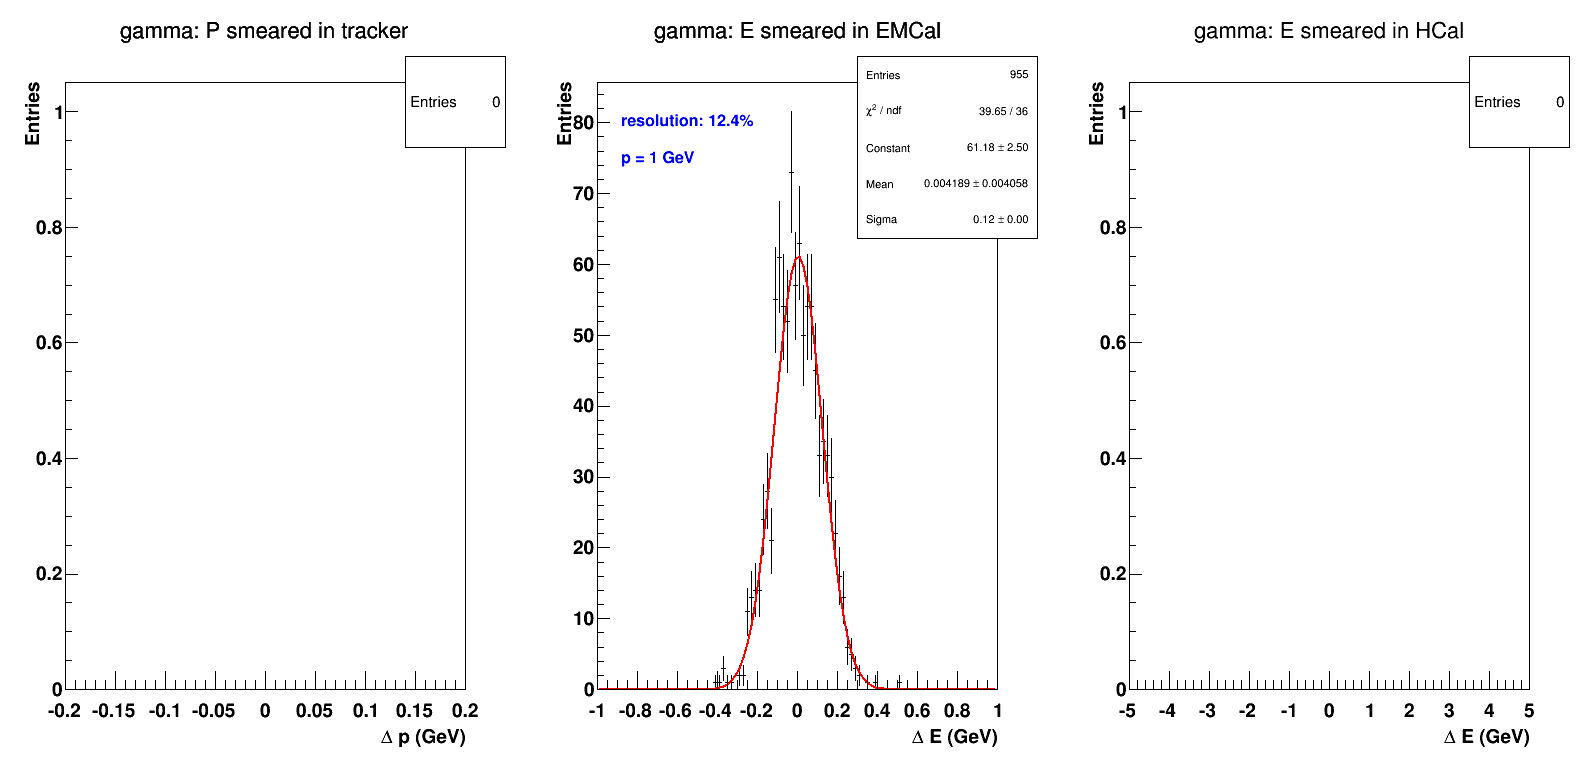 gamma: P smeared in tracker
Entries 0
Entries
1
0.8
0.6
0.4
0.2
0
-0.2 -0.15 -0.1 -0.05 0 0.05 0.1 0.15 0.2
Δ p (GeV)
gamma: E smeared in EMCal
Entries 955
χ² / ndf 39.65 / 36
Constant 61.18 ± 2.50
Mean 0.004189 ± 0.004058
Sigma 0.12 ± 0.00
resolution: 12.4%
p = 1 GeV
Entries
80
70
60
50
40
30
20
10
0
-1 -0.8 -0.6 -0.4 -0.2 0 0.2 0.4 0.6 0.8 1
Δ E (GeV)
gamma: E smeared in HCal
Entries 0
Entries
1
0.8
0.6
0.4
0.2
0
-5 -4 -3 -2 -1 0 1 2 3 4 5
Δ E (GeV)